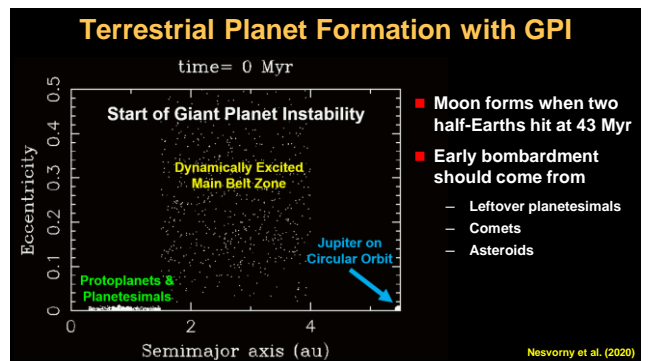 Terrestrial Planet Formation with GPI
time= 0 Myr
Start of Giant Planet Instability
Dynamically Excited
Main Belt Zone
Jupiter on
Circular Orbit
Protoplanets &
Planetesimals
Eccentricity
0.5
0.4
0.3
0.2
0.1
0
0
2
4
Semimajor axis (au)
Moon forms when two
half-Earths hit at 43 Myr
Early bombardment
should come from
– Leftover planetesimals
– Comets
– Asteroids
Nesvorny et al. (2020)